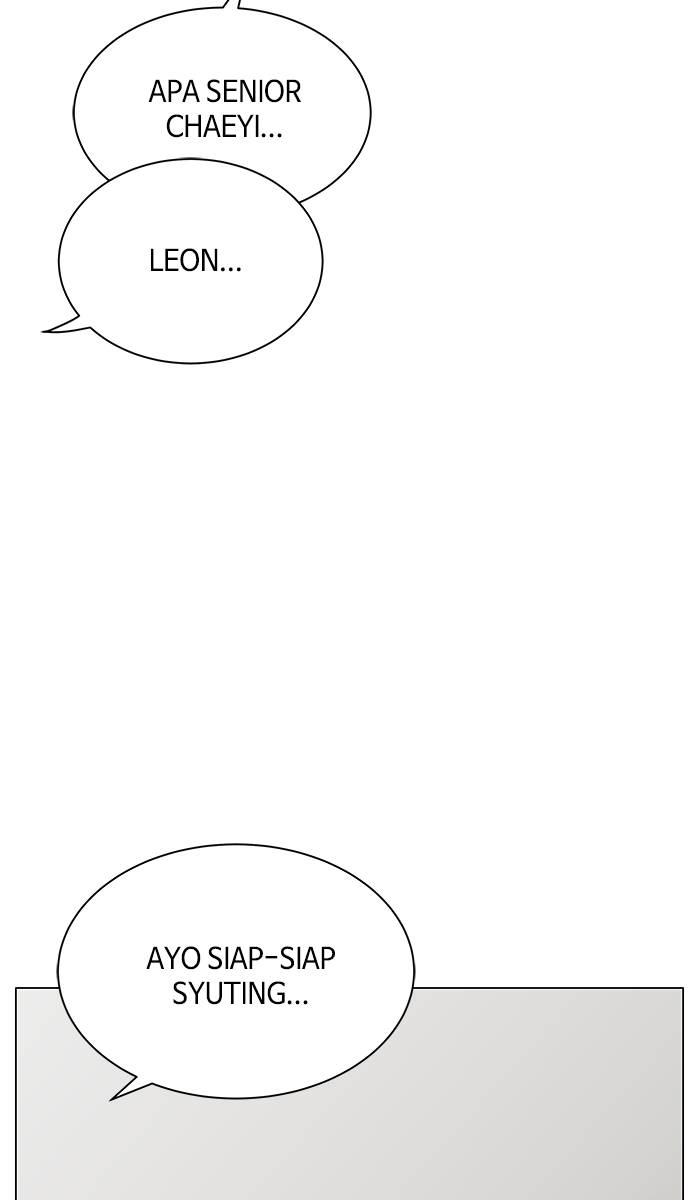 APA SENIOR
CHAEYI...
LEON...
AYO SIAP-SIAP
SYUTING...